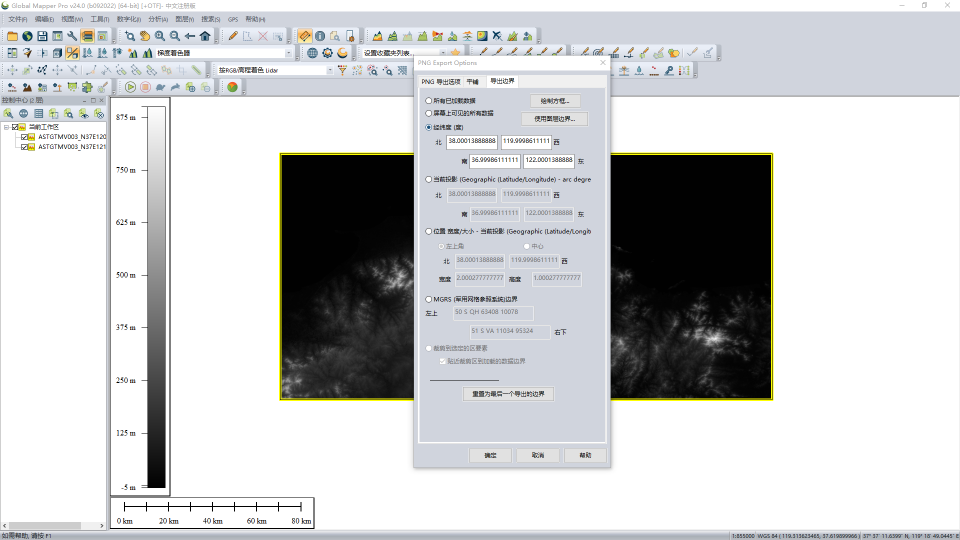 Global Mapper Pro v24.0 (b092022) [64-bit] [+OTF]- 中文注册版
文件(F) 编辑(E) 视图(W) 工具(T) 数字化(I) 分析(A) 图层(Y) 搜索(S) GPS 帮助(H)
梯度着色器
设置收藏夹列表...
按RGB/高程着色 Lidar
控制中心 (2 层)
当前工作区
ASTGTMV003_N37E120
ASTGTMV003_N37E121
875 m
750 m
625 m
500 m
375 m
250 m
125 m
-5 m
0 km 20 km 40 km 60 km 80 km
PNG Export Options
PNG 导出选项 平铺 导出边界
所有已加载数据
绘制方框...
屏幕上可见的所有数据
使用图层边界...
经纬度 (度)
北 38.00013888888 119.9998611111 西
南 36.99986111111 122.0001388888 东
当前投影 (Geographic (Latitude/Longitude) - arc degre
北 38.00013888888 119.9998611111 西
南 36.99986111111 122.0001388888 东
位置 宽度/大小 - 当前投影 (Geographic (Latitude/Longit
左上角 中心
北 38.00013888888 119.9998611111 西
宽度 2.000277777777 高度 1.000277777777
MGRS (军用网格参照系统)边界
左上 50 S QH 63408 10078
51 S VA 11034 95324 右下
裁剪到选定的区要素
贴近裁剪区到加载的数据边界
重置为最后一个导出的边界
确定 取消 帮助
如需帮助, 请按 F1
1:855000 WGS 84 ( 119.313623465, 37.619899966 ) 37° 37' 11.6399" N, 119° 18' 49.0445" E